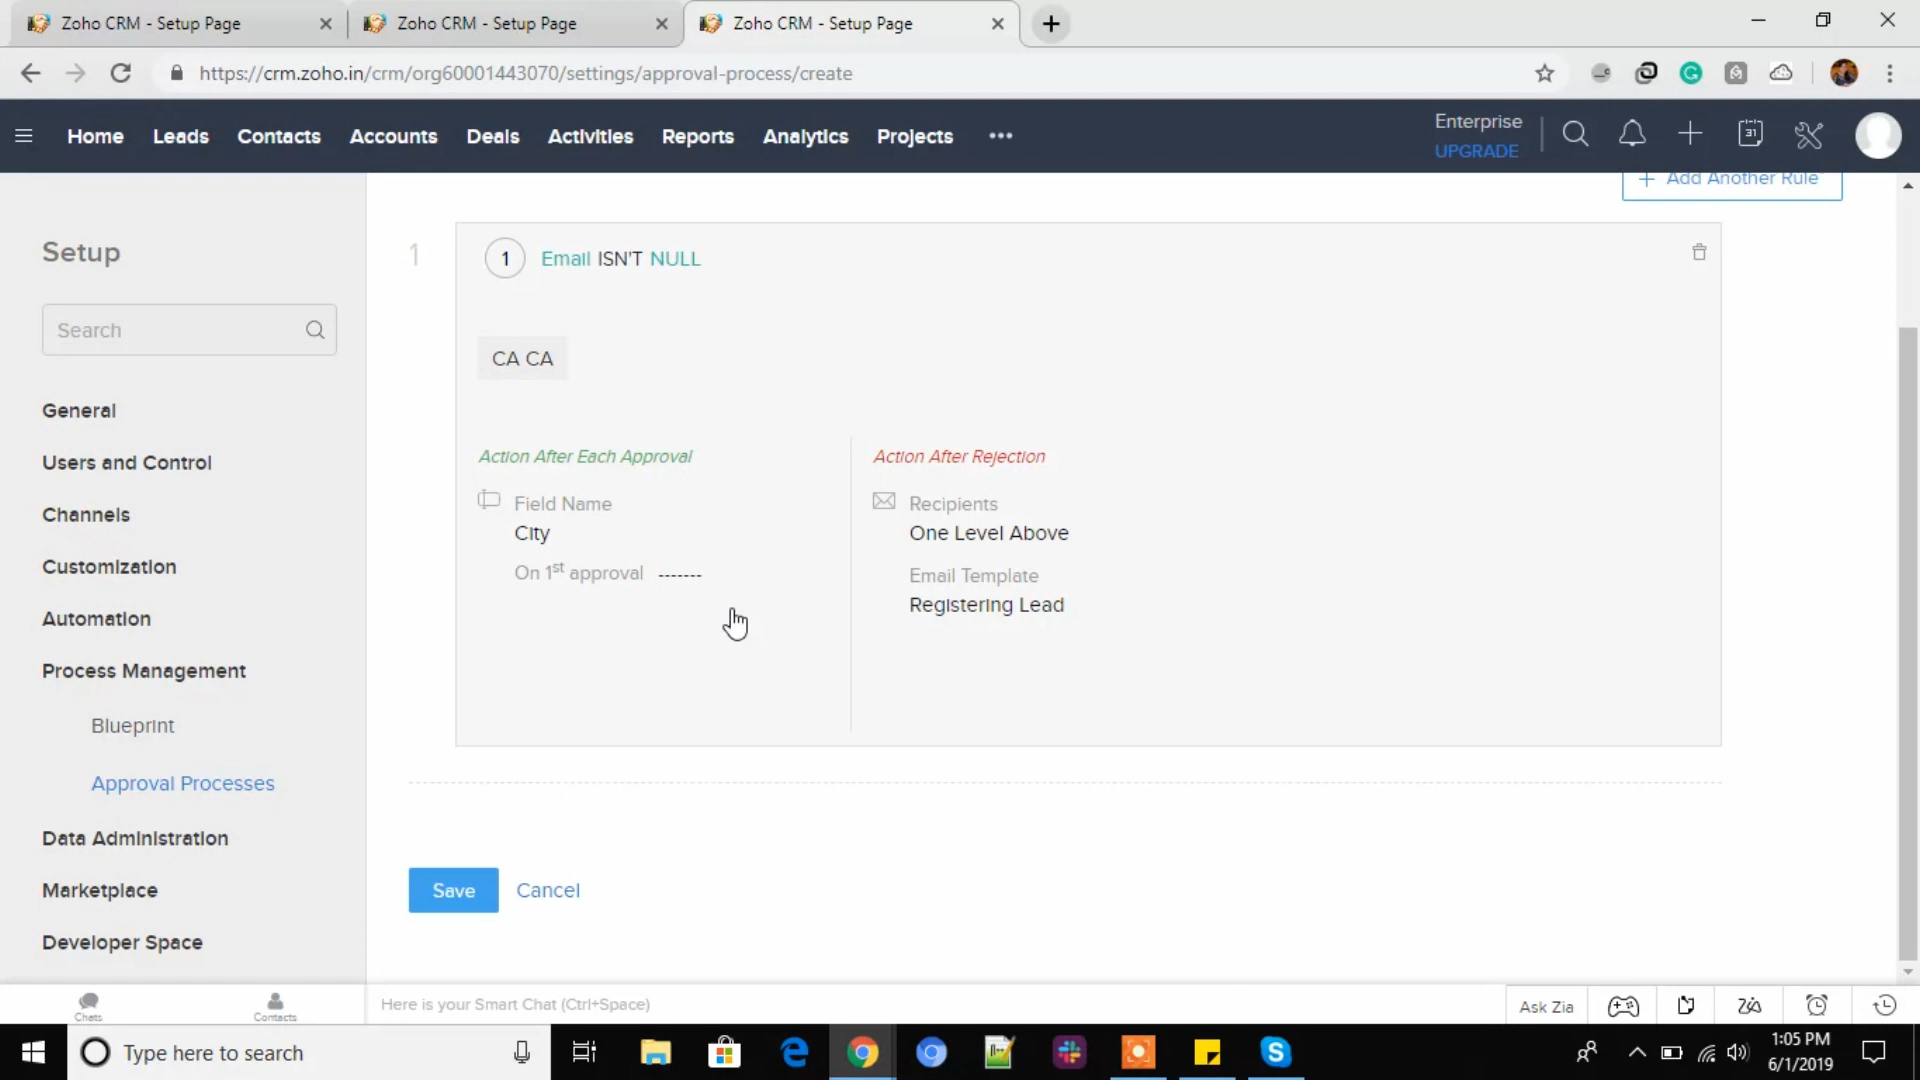 Zoho CRM - Setup Page
Zoho CRM - Setup Page
Zoho CRM - Setup Page
https://crm.zoho.in/crm/org60001443070/settings/approval-process/create
Home Leads Contacts Accounts Deals Activities Reports Analytics Projects •••
Enterprise
UPGRADE
31
+ Add Another Rule
Setup
Search
General
Users and Control
Channels
Customization
Automation
Process Management
Blueprint
Approval Processes
Data Administration
Marketplace
Developer Space
1
1 Email ISN'T NULL
CA CA
Action After Each Approval
Field Name
City
On 1st approval -------
Action After Rejection
Recipients
One Level Above
Email Template
Registering Lead
Save Cancel
Chats
Contacts
Here is your Smart Chat (Ctrl+Space)
Ask Zia
Type here to search
1:05 PM
6/1/2019